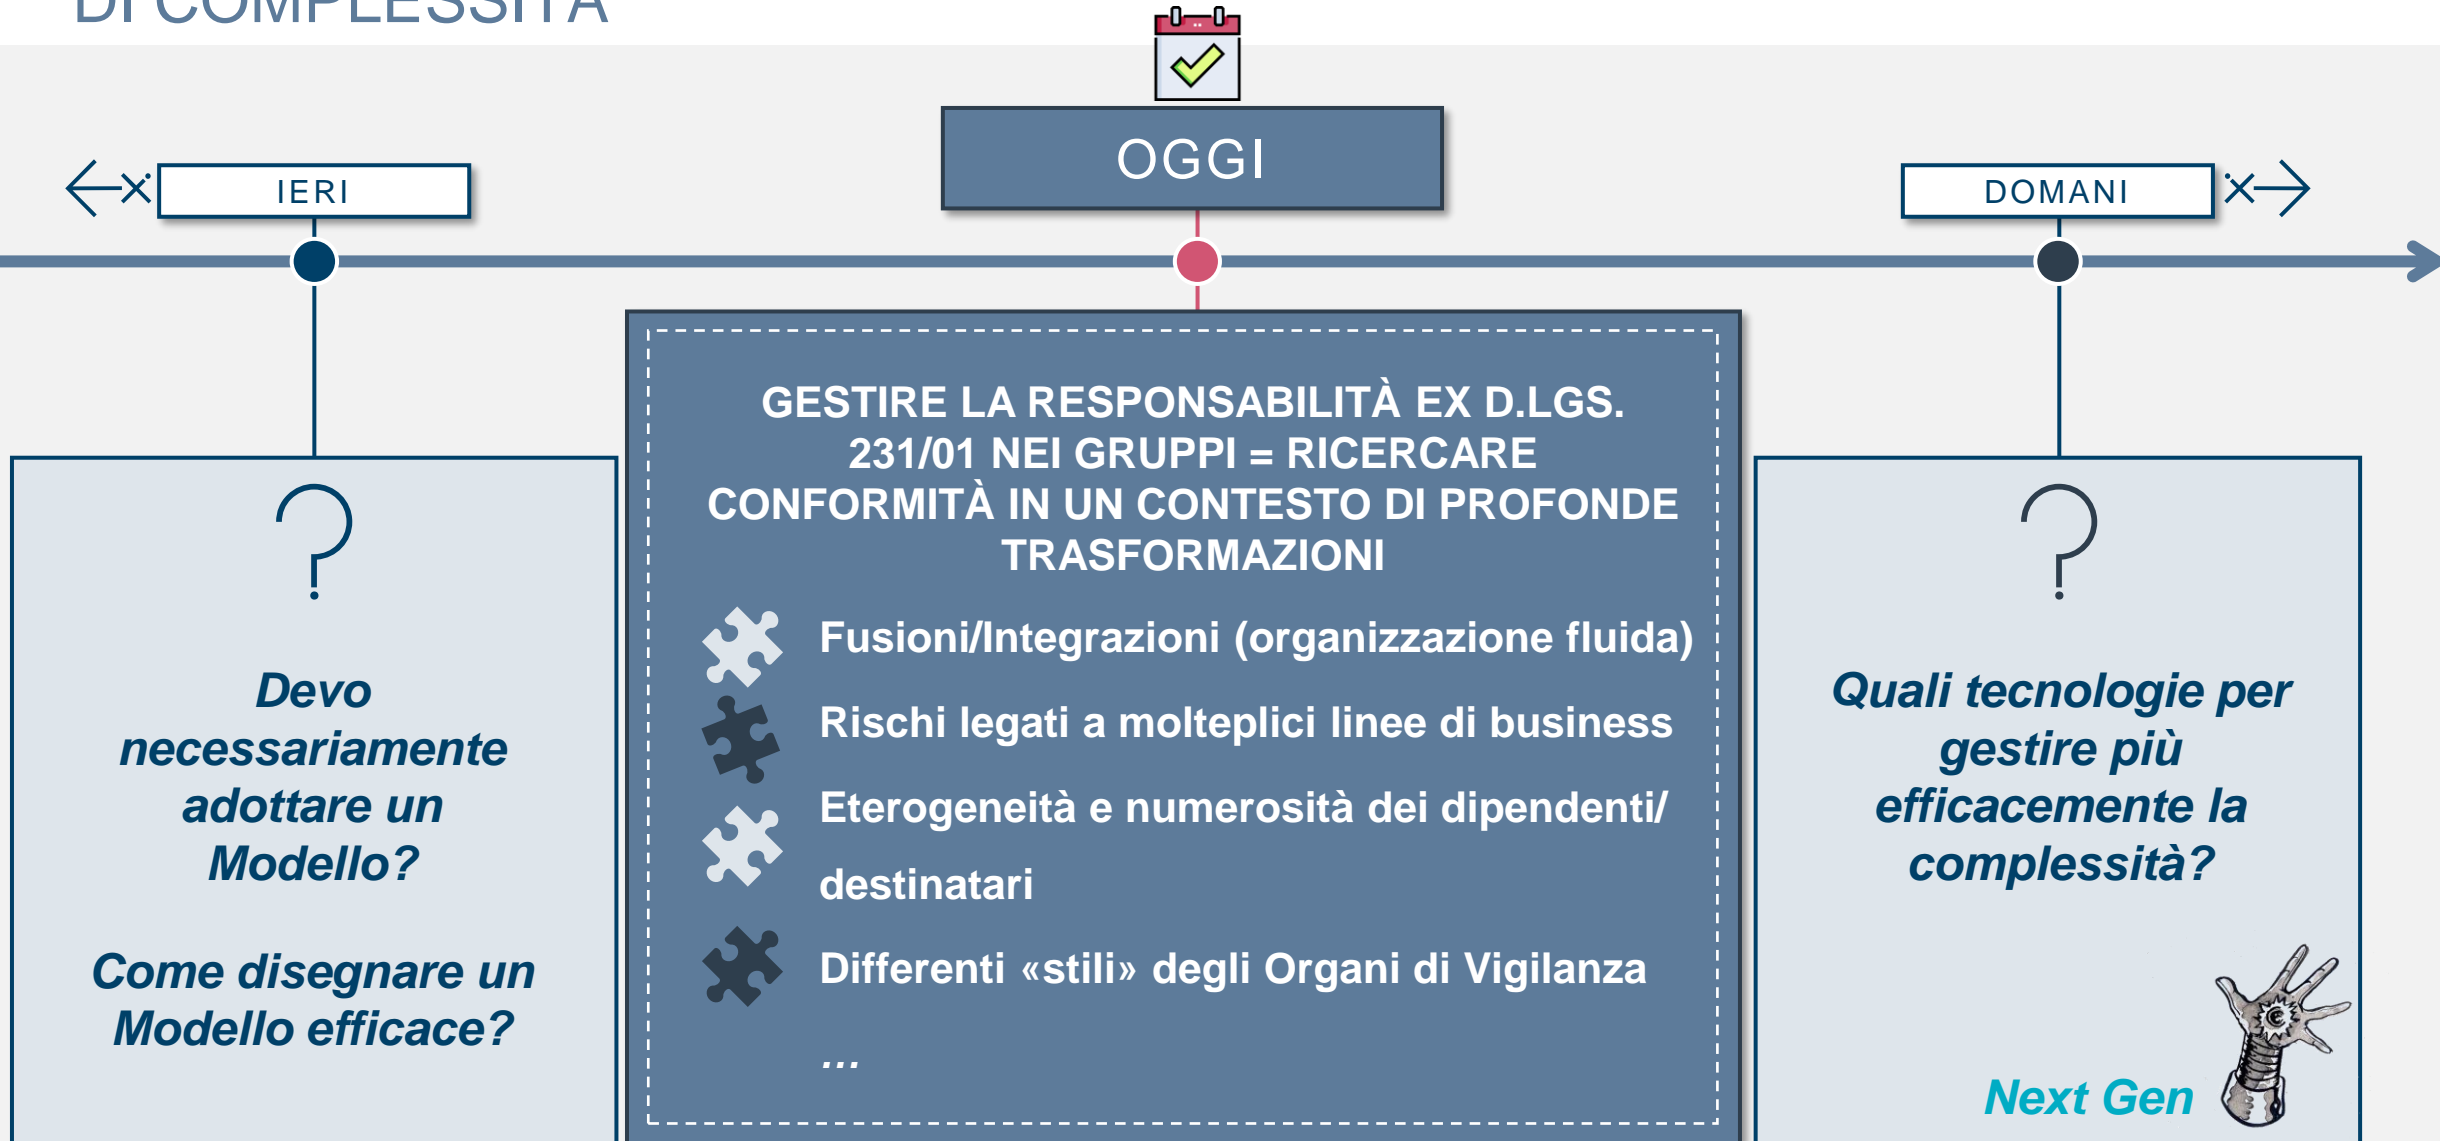 DI COMPLESSITÀ
OGGI
IERI
DOMANI
Devo
necessariamente
adottare un
Modello?
Come disegnare un
Modello efficace?
GESTIRE LA RESPONSABILITÀ EX D.LGS.
231/01 NEI GRUPPI = RICERCARE
CONFORMITÀ IN UN CONTESTO DI PROFONDE
TRASFORMAZIONI
Fusioni/Integrazioni (organizzazione fluida)
Rischi legati a molteplici linee di business
Eterogeneità e numerosità dei dipendenti/
destinatari
Differenti «stili» degli Organi di Vigilanza
...
Quali tecnologie per
gestire più
efficacemente la
complessità?
Next Gen